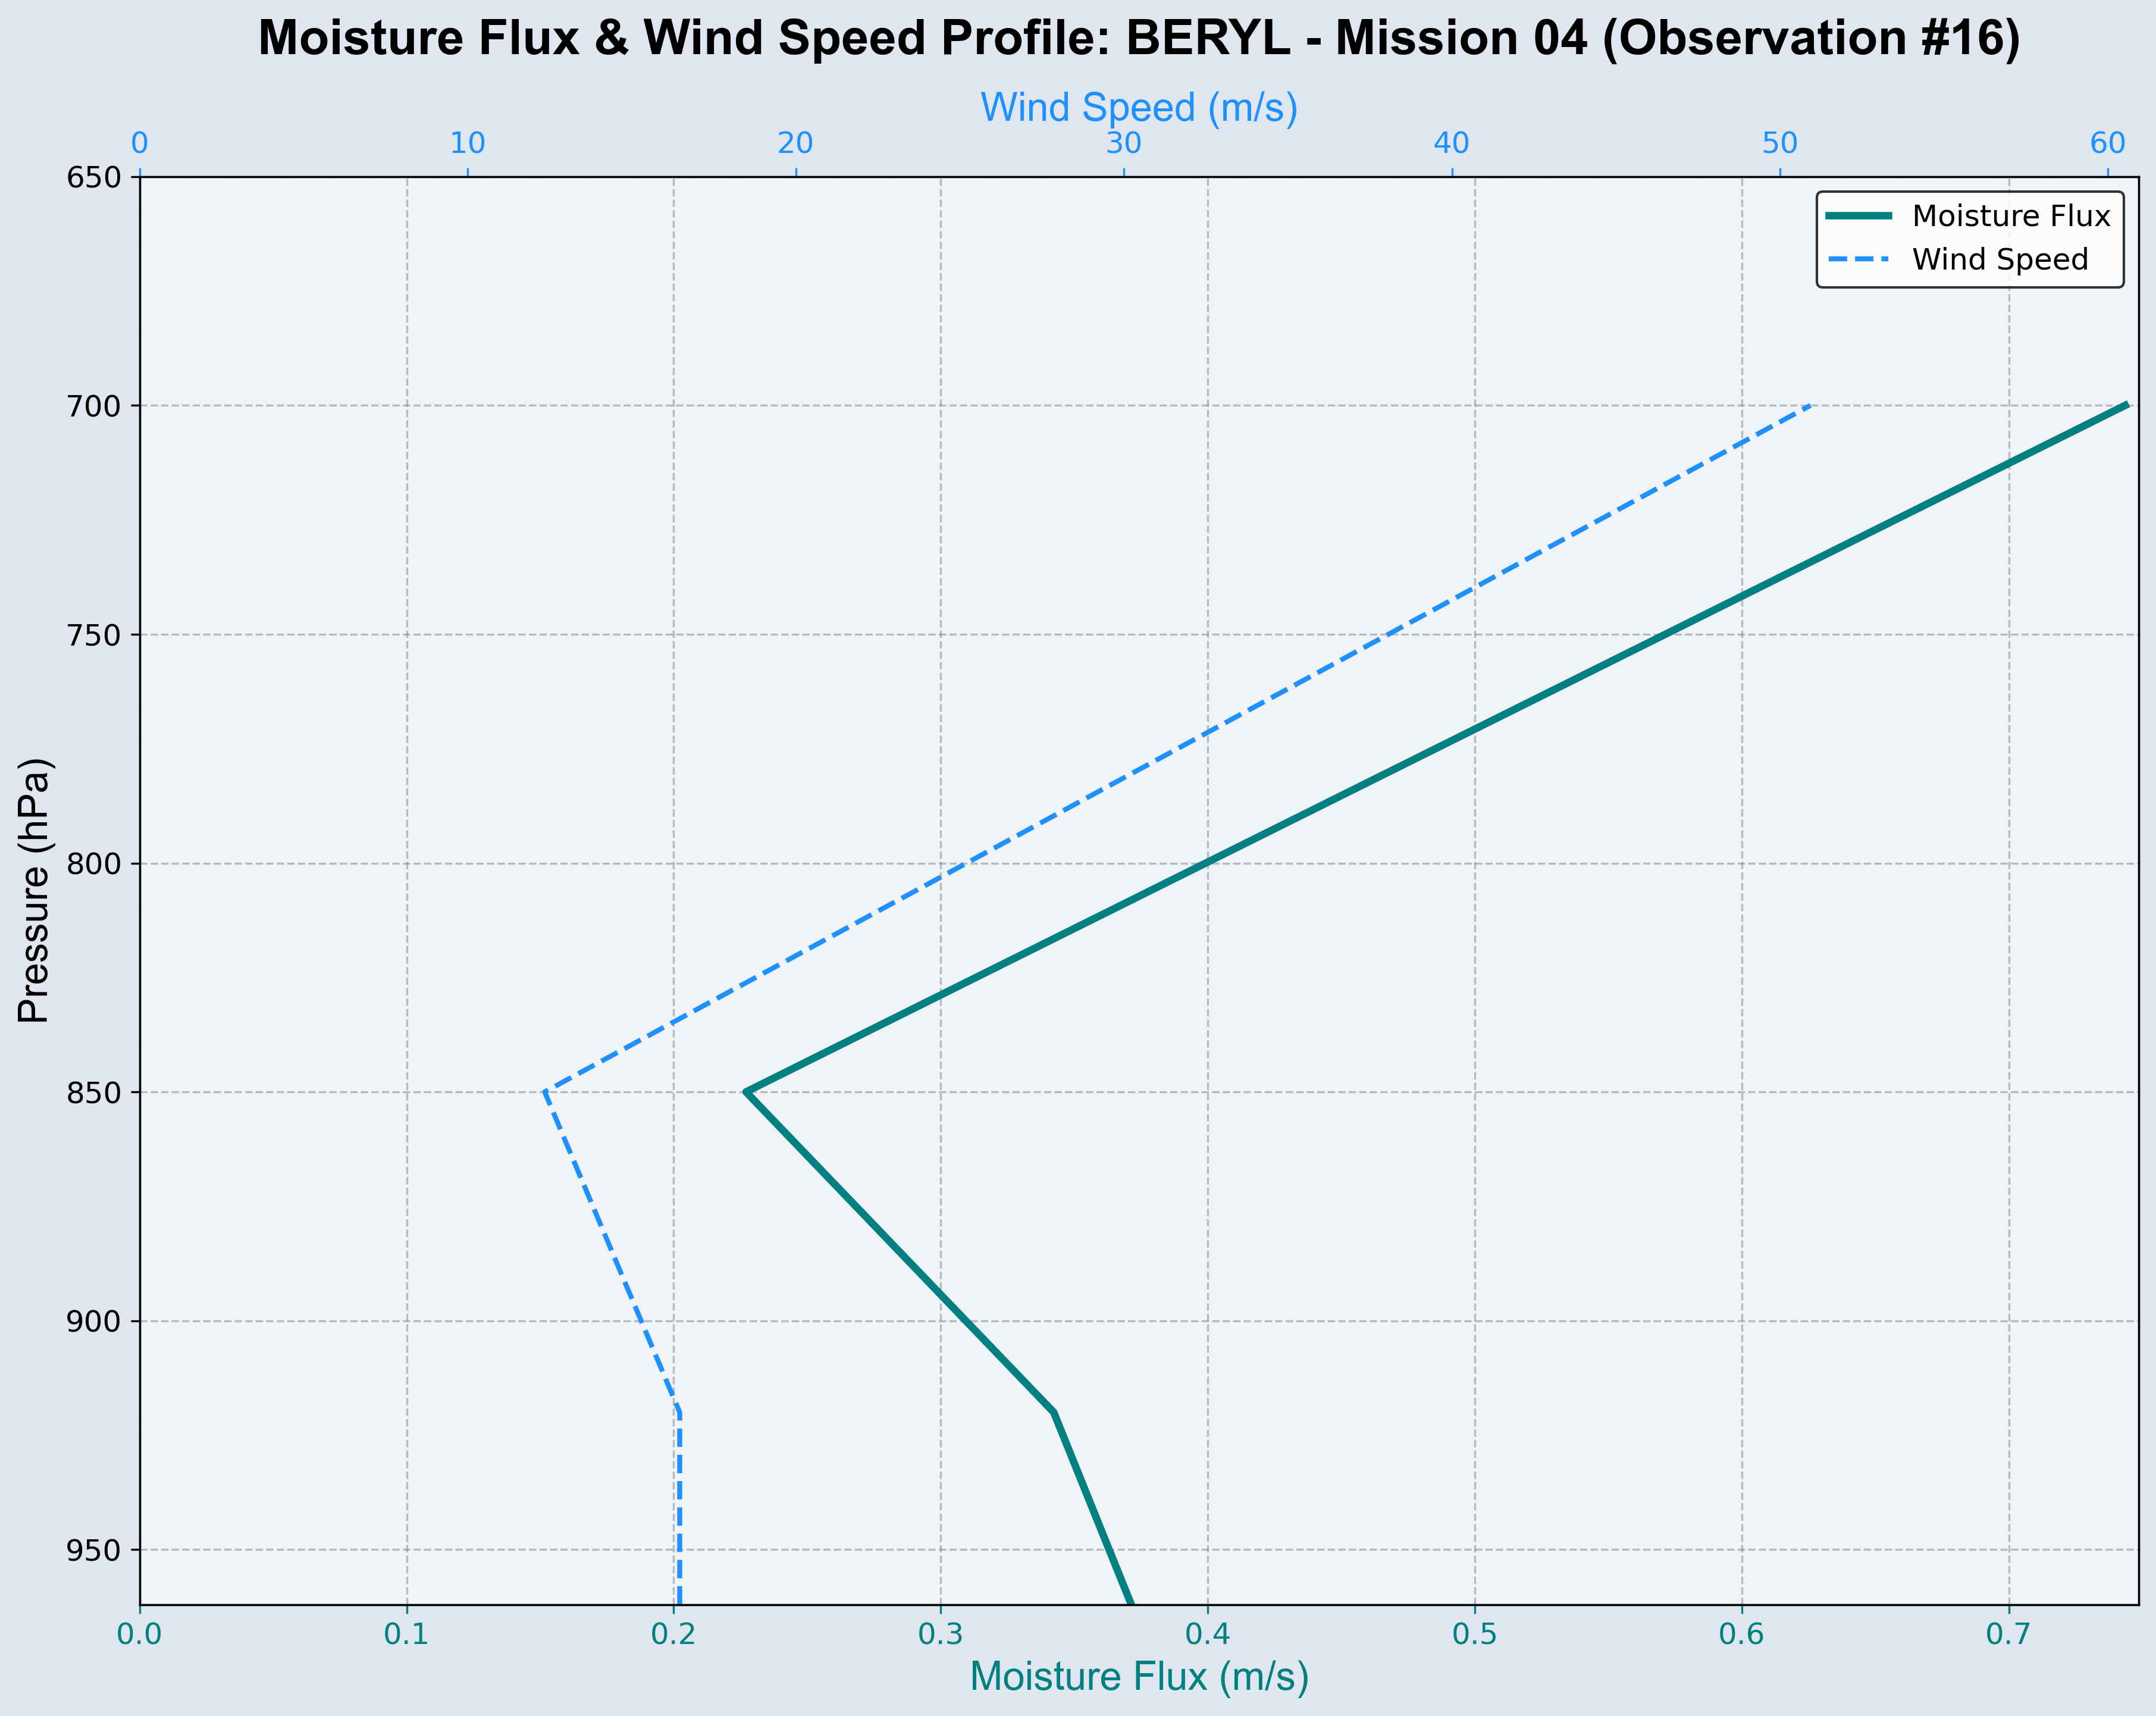 Moisture Flux & Wind Speed Profile: BERYL - Mission 04 (Observation #16)
Wind Speed (m/s)
0 10 20 30 40 50 60
Moisture Flux
Wind Speed
Pressure (hPa)
650
700
750
800
850
900
950
0.0 0.1 0.2 0.3 0.4 0.5 0.6 0.7
Moisture Flux (m/s)